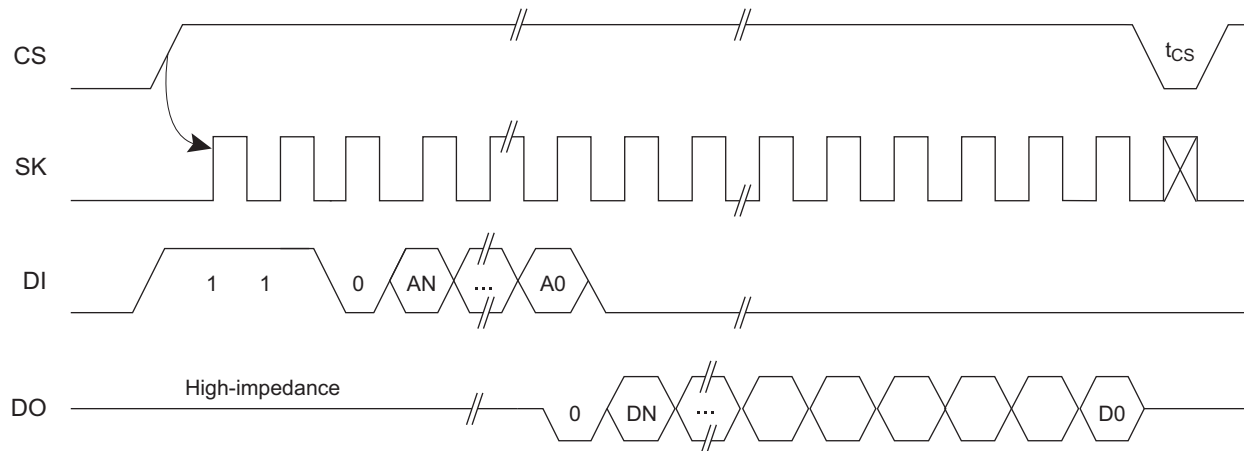 CS
tCS
SK
DI
1 1 0 AN ... A0
High-impedance
DO
0 DN ... D0